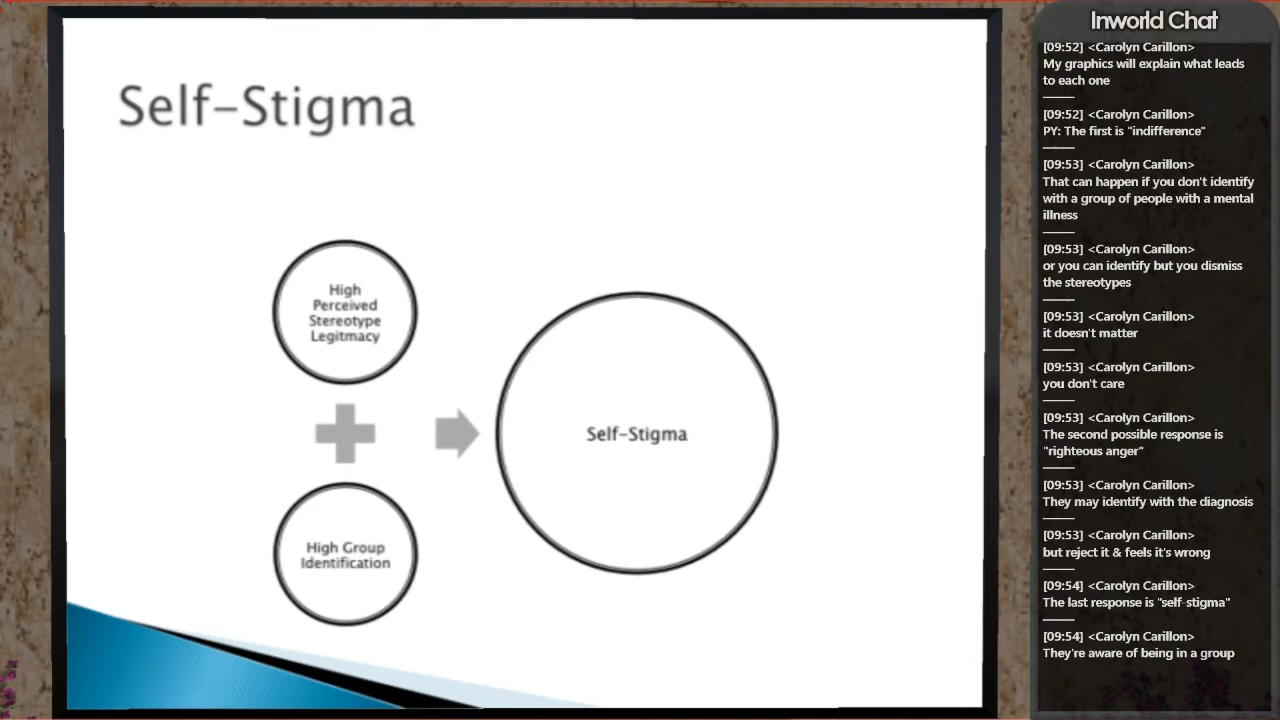 Self-Stigma
High
Perceived
Stereotype
Legitmacy
High Group
Identification
Self-Stigma
Inworld Chat
[09:52] <Carolyn Carillon>
My graphics will explain what leads
to each one
[09:52] <Carolyn Carillon>
PY: The first is "indifference"
[09:53] <Carolyn Carillon>
That can happen if you don't identify
with a group of people with a mental
illness
[09:53] <Carolyn Carillon>
or you can identify but you dismiss
the stereotypes
[09:53] <Carolyn Carillon>
it doesn't matter
[09:53] <Carolyn Carillon>
you don't care
[09:53] <Carolyn Carillon>
The second possible response is
"righteous anger"
[09:53] <Carolyn Carillon>
They may identify with the diagnosis
[09:53] <Carolyn Carillon>
but reject it & feels it's wrong
[09:54] <Carolyn Carillon>
The last response is "self-stigma"
[09:54] <Carolyn Carillon>
They're aware of being in a group